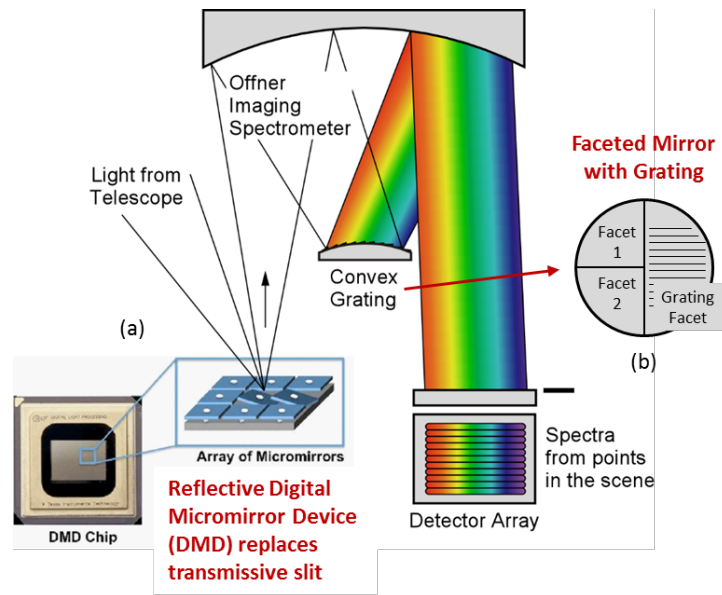 Offner
Imaging
Spectrometer
Light from
Telescope
Faceted Mirror
with Grating
Facet
1
Facet
2
Grating
Facet
Convex
Grating
(a)
(b)
Array of Micromirrors
DMD Chip
Reflective Digital
Micromirror Device
(DMD) replaces
transmissive slit
Spectra
from points
in the scene
Detector Array